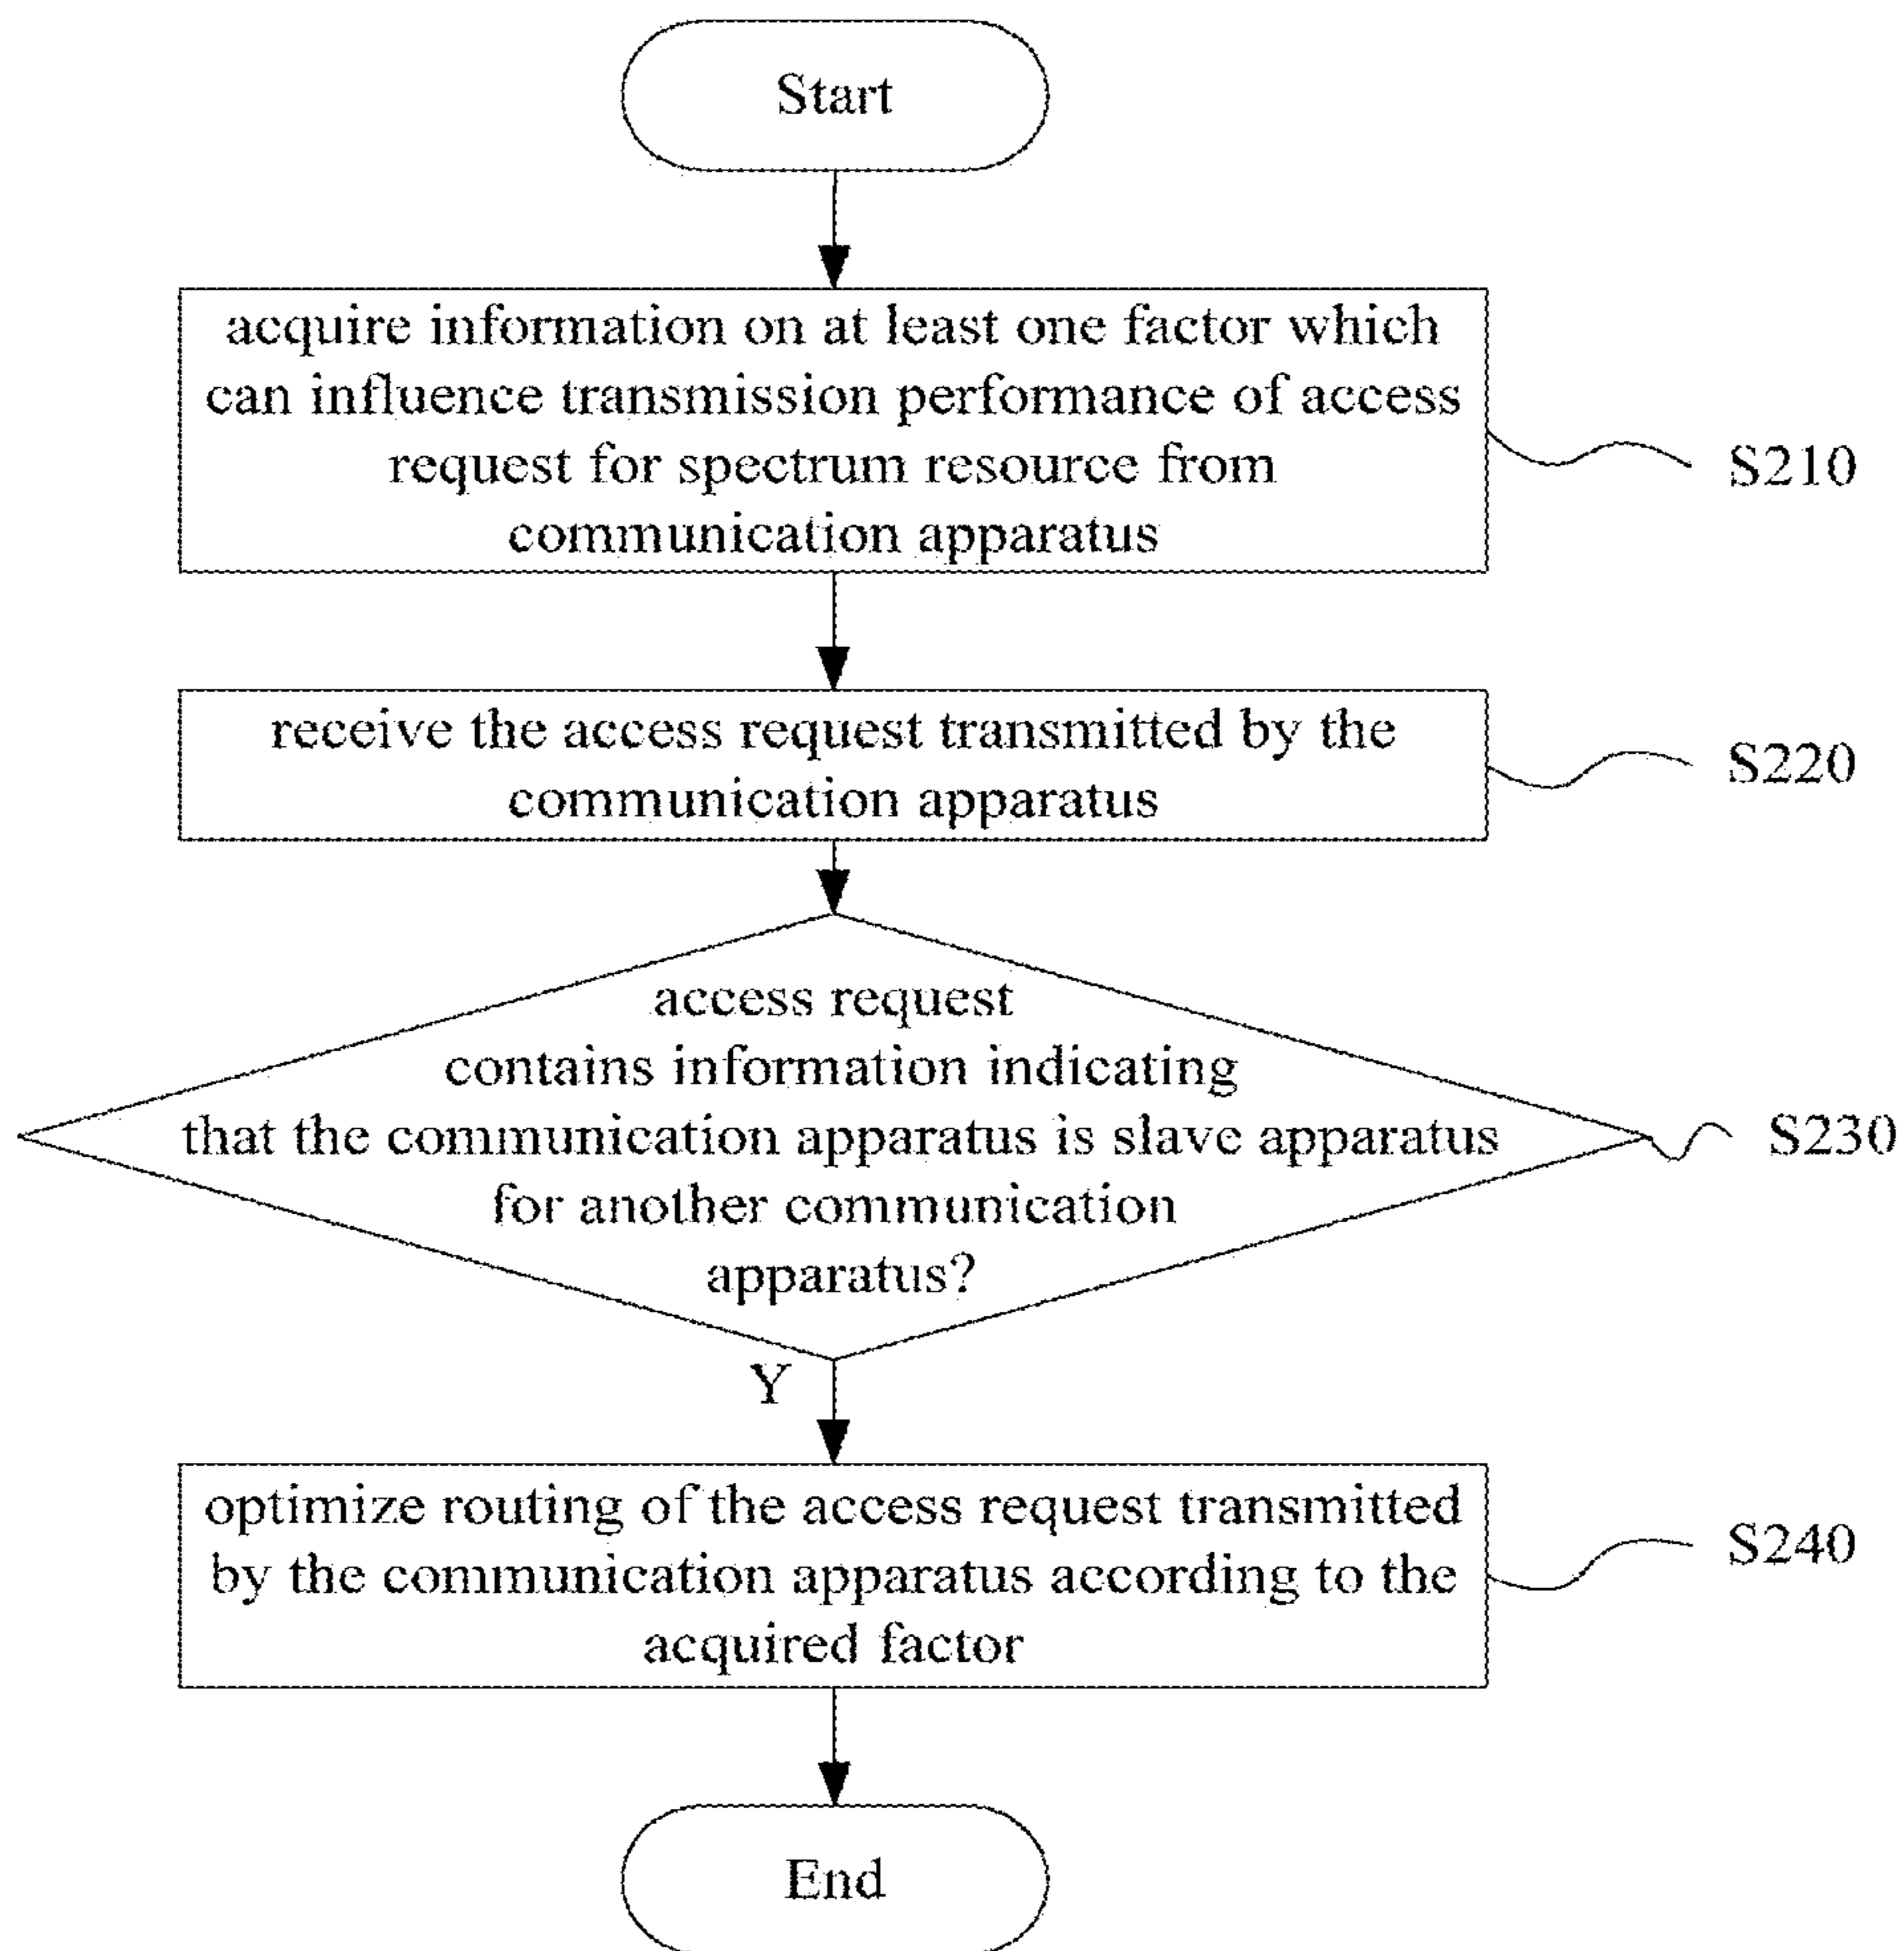 Start
acquire information on at least one factor which
can influence transmission performance of access
request for spectrum resource from
communication apparatus
S210
receive the access request transmitted by the
communication apparatus
S220
access request
contains information indicating
that the communication apparatus is slave apparatus
for another communication
apparatus?
S230
Y
optimize routing of the access request transmitted
by the communication apparatus according to the
acquired factor
S240
End